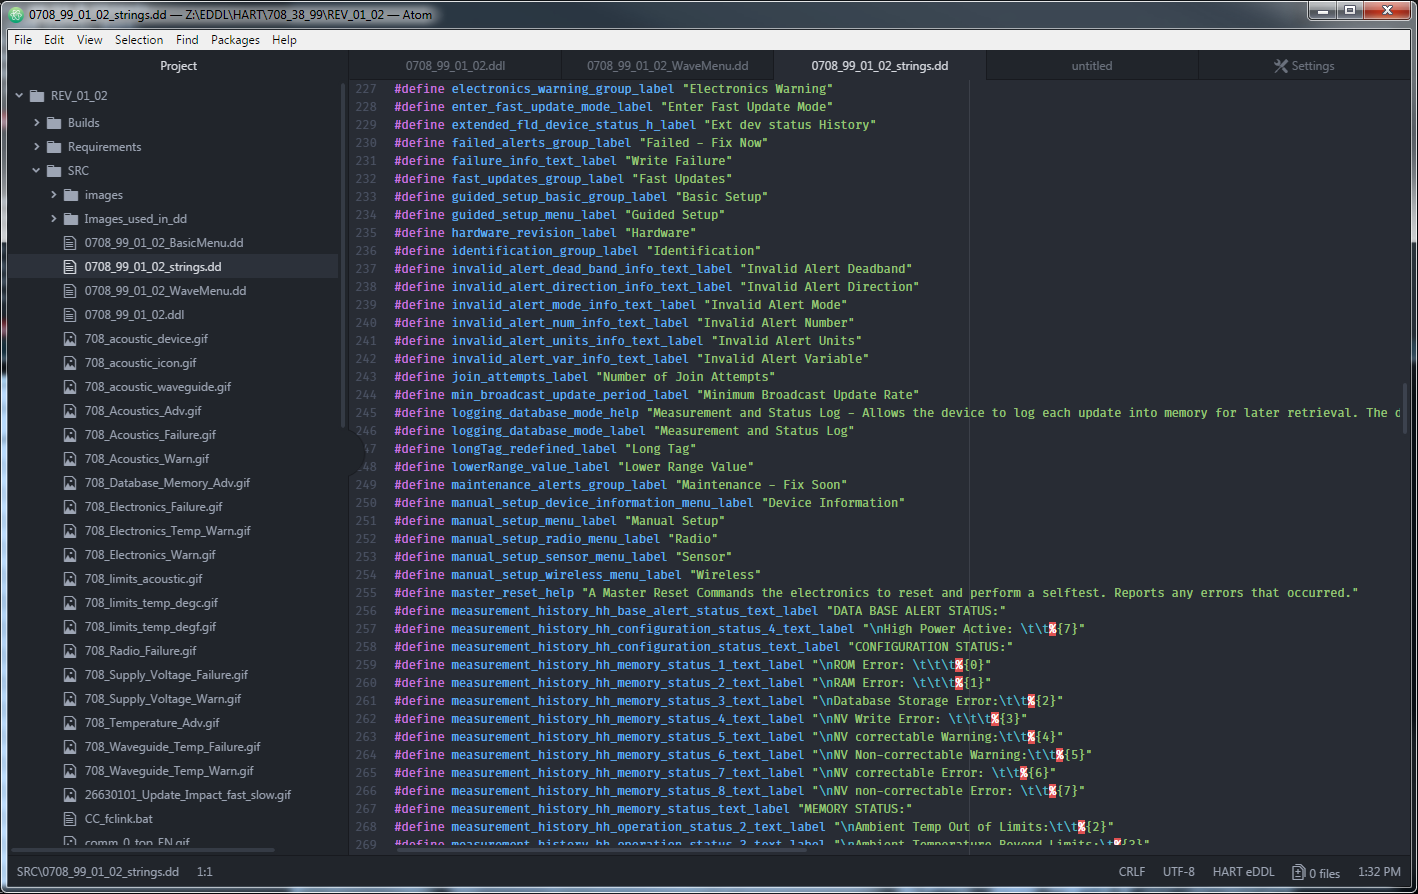 0708_99_01_02_strings.dd — Z:\EDDL\HART\708_38_99\REV_01_02 — Atom
File Edit View Selection Find Packages Help
Project
0708_99_01_02.ddl 0708_99_01_02_WaveMenu.dd 0708_99_01_02_strings.dd untitled Settings
REV_01_02
Builds
Requirements
SRC
images
Images_used_in_dd
0708_99_01_02_BasicMenu.dd
0708_99_01_02_strings.dd
0708_99_01_02_WaveMenu.dd
0708_99_01_02.ddl
708_acoustic_device.gif
708_acoustic_icon.gif
708_acoustic_waveguide.gif
708_Acoustics_Adv.gif
708_Acoustics_Failure.gif
708_Acoustics_Warn.gif
708_Database_Memory_Adv.gif
708_Electronics_Failure.gif
708_Electronics_Temp_Warn.gif
708_Electronics_Warn.gif
708_limits_acoustic.gif
708_limits_temp_degc.gif
708_limits_temp_degf.gif
708_Radio_Failure.gif
708_Supply_Voltage_Failure.gif
708_Supply_Voltage_Warn.gif
708_Temperature_Adv.gif
708_Waveguide_Temp_Failure.gif
708_Waveguide_Temp_Warn.gif
26630101_Update_Impact_fast_slow.gif
CC_fclink.bat
comm_0_top_EN.gif
227 #define electronics_warning_group_label "Electronics Warning"
228 #define enter_fast_update_mode_label "Enter Fast Update Mode"
229 #define extended_fld_device_status_h_label "Ext dev status History"
230 #define failed_alerts_group_label "Failed - Fix Now"
231 #define failure_info_text_label "Write Failure"
232 #define fast_updates_group_label "Fast Updates"
233 #define guided_setup_basic_group_label "Basic Setup"
234 #define guided_setup_menu_label "Guided Setup"
235 #define hardware_revision_label "Hardware"
236 #define identification_group_label "Identification"
237 #define invalid_alert_dead_band_info_text_label "Invalid Alert Deadband"
238 #define invalid_alert_direction_info_text_label "Invalid Alert Direction"
239 #define invalid_alert_mode_info_text_label "Invalid Alert Mode"
240 #define invalid_alert_num_info_text_label "Invalid Alert Number"
241 #define invalid_alert_units_info_text_label "Invalid Alert Units"
242 #define invalid_alert_var_info_text_label "Invalid Alert Variable"
243 #define join_attempts_label "Number of Join Attempts"
244 #define min_broadcast_update_period_label "Minimum Broadcast Update Rate"
245 #define logging_database_mode_help "Measurement and Status Log - Allows the device to log each update into memory for later retrieval. The d
246 #define logging_database_mode_label "Measurement and Status Log"
47 #define longTag_redefined_label "Long Tag"
48 #define lowerRange_value_label "Lower Range Value"
249 #define maintenance_alerts_group_label "Maintenance - Fix Soon"
250 #define manual_setup_device_information_menu_label "Device Information"
251 #define manual_setup_menu_label "Manual Setup"
252 #define manual_setup_radio_menu_label "Radio"
253 #define manual_setup_sensor_menu_label "Sensor"
254 #define manual_setup_wireless_menu_label "Wireless"
255 #define master_reset_help "A Master Reset Commands the electronics to reset and perform a selftest. Reports any errors that occurred."
256 #define measurement_history_hh_base_alert_status_text_label "DATA BASE ALERT STATUS:"
257 #define measurement_history_hh_configuration_status_4_text_label "\nHigh Power Active: \t\t%{7}"
258 #define measurement_history_hh_configuration_status_text_label "CONFIGURATION STATUS:"
259 #define measurement_history_hh_memory_status_1_text_label "\nROM Error: \t\t\t%{0}"
260 #define measurement_history_hh_memory_status_2_text_label "\nRAM Error: \t\t\t%{1}"
261 #define measurement_history_hh_memory_status_3_text_label "\nDatabase Storage Error:\t\t%{2}"
262 #define measurement_history_hh_memory_status_4_text_label "\nNV Write Error: \t\t\t%{3}"
263 #define measurement_history_hh_memory_status_5_text_label "\nNV correctable Warning:\t\t%{4}"
264 #define measurement_history_hh_memory_status_6_text_label "\nNV Non-correctable Warning:\t\t%{5}"
265 #define measurement_history_hh_memory_status_7_text_label "\nNV correctable Error: \t\t%{6}"
266 #define measurement_history_hh_memory_status_8_text_label "\nNV non-correctable Error: \t\t%{7}"
267 #define measurement_history_hh_memory_status_text_label "MEMORY STATUS:"
268 #define measurement_history_hh_operation_status_2_text_label "\nAmbient Temp Out of Limits:\t\t%{2}"
269 #define measurement_history_hh_operation_status_3_text_label "\nAmbient Temperature Beyond Limits:\t%{3}"
SRC\0708_99_01_02_strings.dd 1:1 CRLF UTF-8 HART eDDL 0 files 1:32 PM